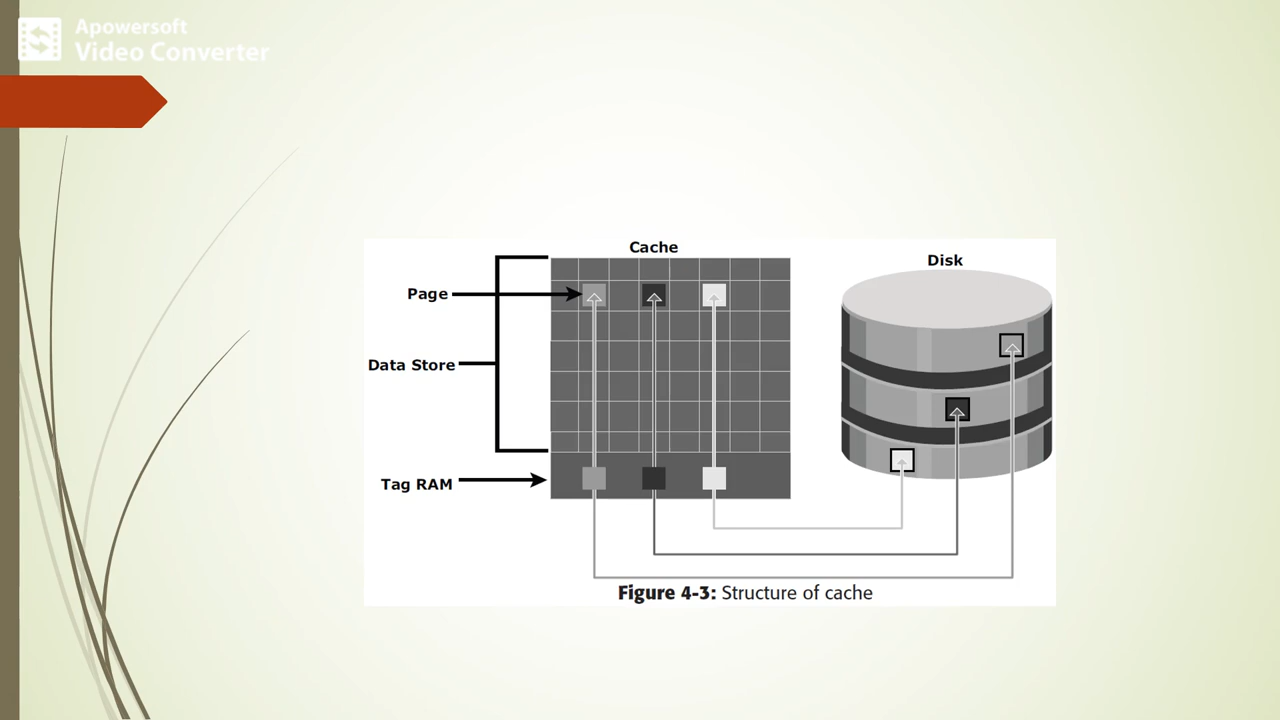 Apowersoft
Video Converter
Cache
Disk
Page
Data Store
Tag RAM
Figure 4-3: Structure of cache